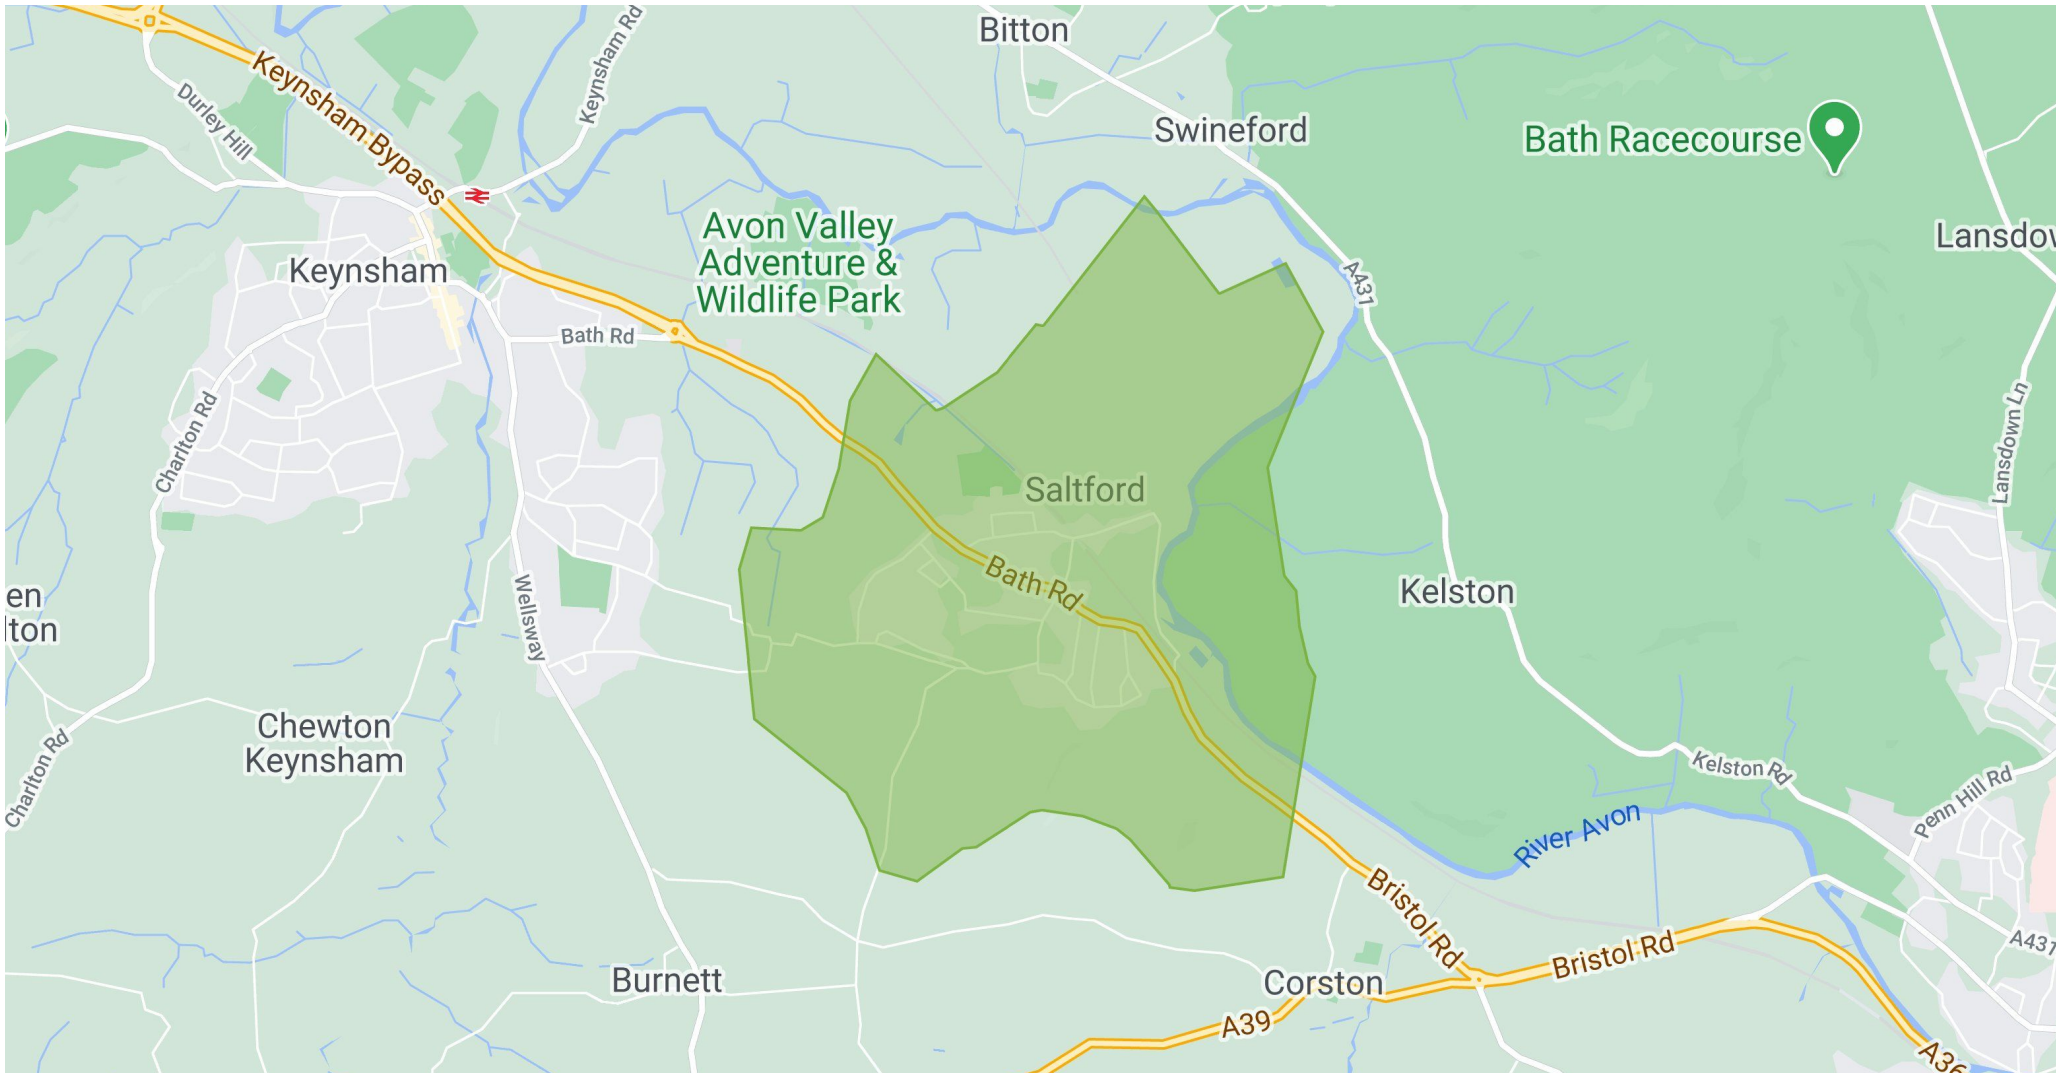 Bitton
Keynsham Rd
Keynsham Bypass
Durley Hill
Swineford
Bath Racecourse
Avon Valley
Adventure &
Wildlife Park
Lansdow
Keynsham
A431
Bath Rd
Charlton Rd
Lansdown Ln
Saltford
Bath Rd
Kelston
en
lton
Wellsway
Chewton
Keynsham
Charlton Rd
Kelston Rd
Penn Hill Rd
River Avon
Bristol Rd
Bristol Rd
A431
Burnett
Corston
A39
A36